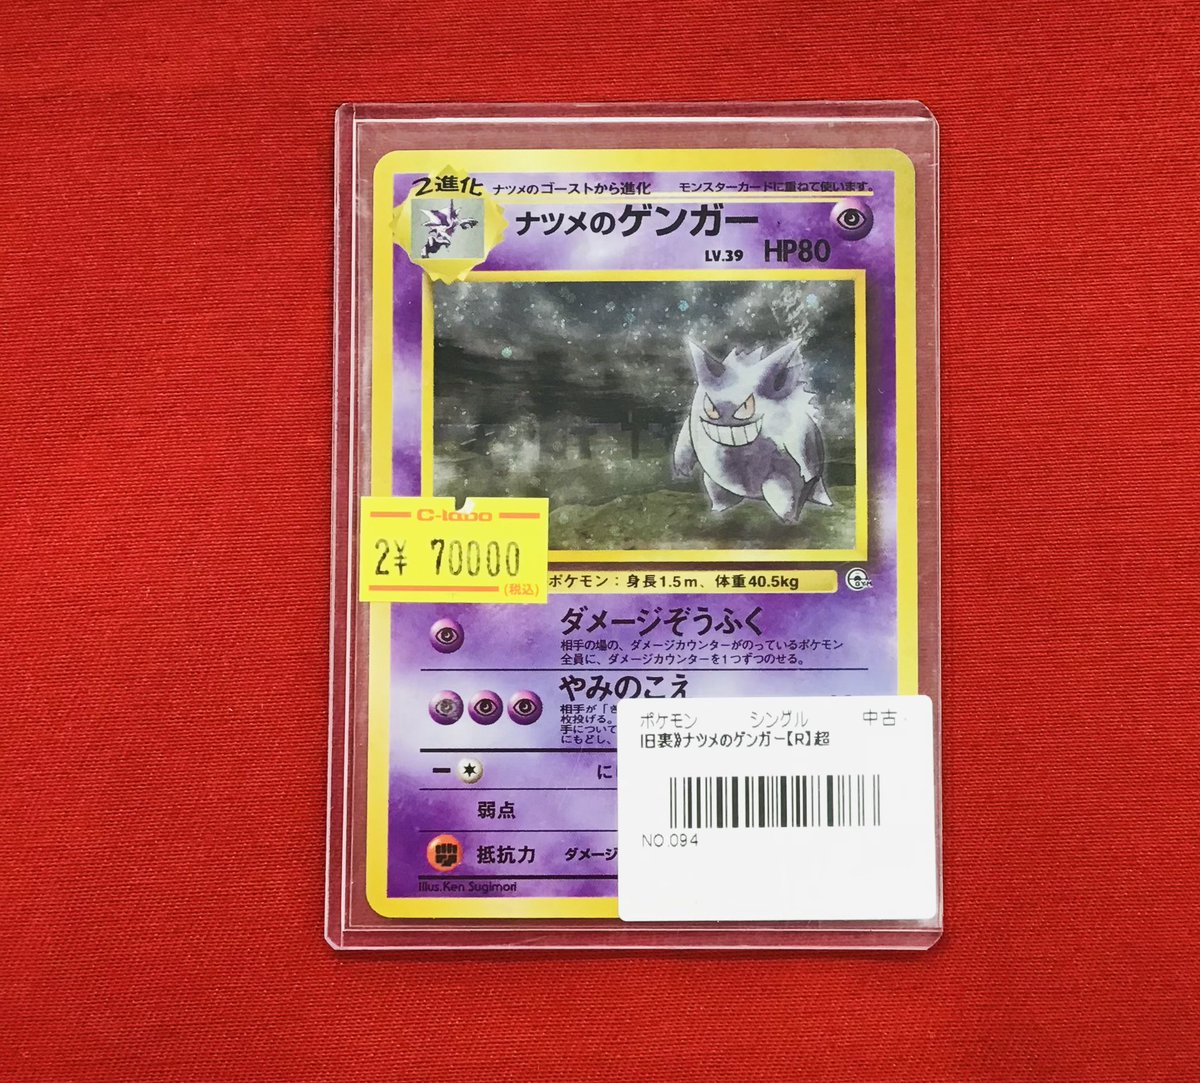 2進化 ナツメのゴーストから進化 モンスターカードに重ねて使います。
ナツメのゲンガー
LV.39 HP80
C-labo
2¥ 70000
(税込)
ポケモン：身長1.5m、体重40.5kg
GYM
ダメージぞうふく
相手の場の、ダメージカウンターがのっているポケモン
全員に、ダメージカウンターを1つずつのせる。
やみのこえ
相手が「き
枚投げる。
手について
にもどし、
に
弱点
抵抗力 ダメージ
Illus.Ken Sugimori
ポケモン シングル 中古
旧裏》ナツメのゲンガー【R】超
NO.094